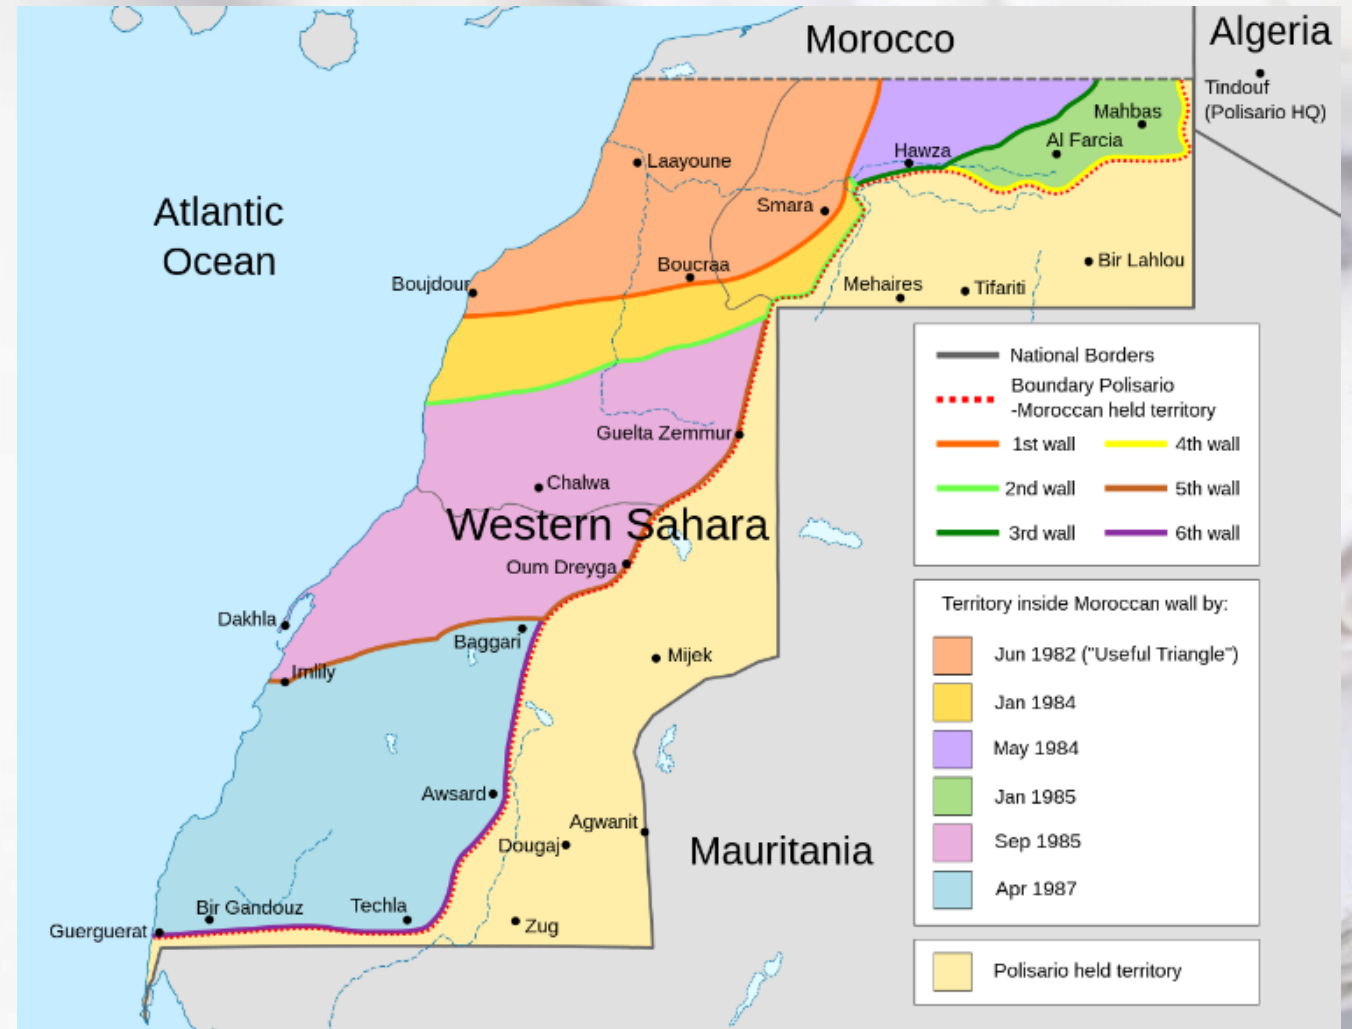 Morocco
Algeria
Tindouf
(Polisario HQ)
Mahbas
Al Farcia
Hawza
Laayoune
Smara
Atlantic
Ocean
Boucraa
Bir Lahlou
Boujdour
Mehaires
Tifariti
National Borders
Boundary Polisario
-Moroccan held territory
1st wall
4th wall
2nd wall
5th wall
3rd wall
6th wall
Guelta Zemmur
Chalwa
Western Sahara
Oum Dreyga
Dakhla
Baggari
Mijek
Imlily
Territory inside Moroccan wall by:
Jun 1982 ("Useful Triangle")
Jan 1984
May 1984
Jan 1985
Sep 1985
Apr 1987
Awsard
Agwanit
Dougaj
Mauritania
Bir Gandouz
Techla
Guerguerat
Zug
Polisario held territory